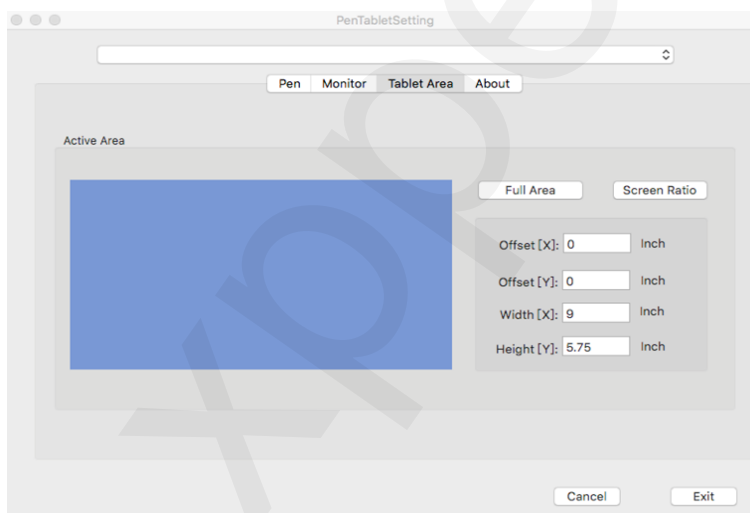 PenTabletSetting
Pen Monitor Tablet Area About
Active Area
Full Area Screen Ratio
Offset [X]: 0 Inch
Offset [Y]: 0 Inch
Width [X]: 9 Inch
Height [Y]: 5.75 Inch
Cancel Exit